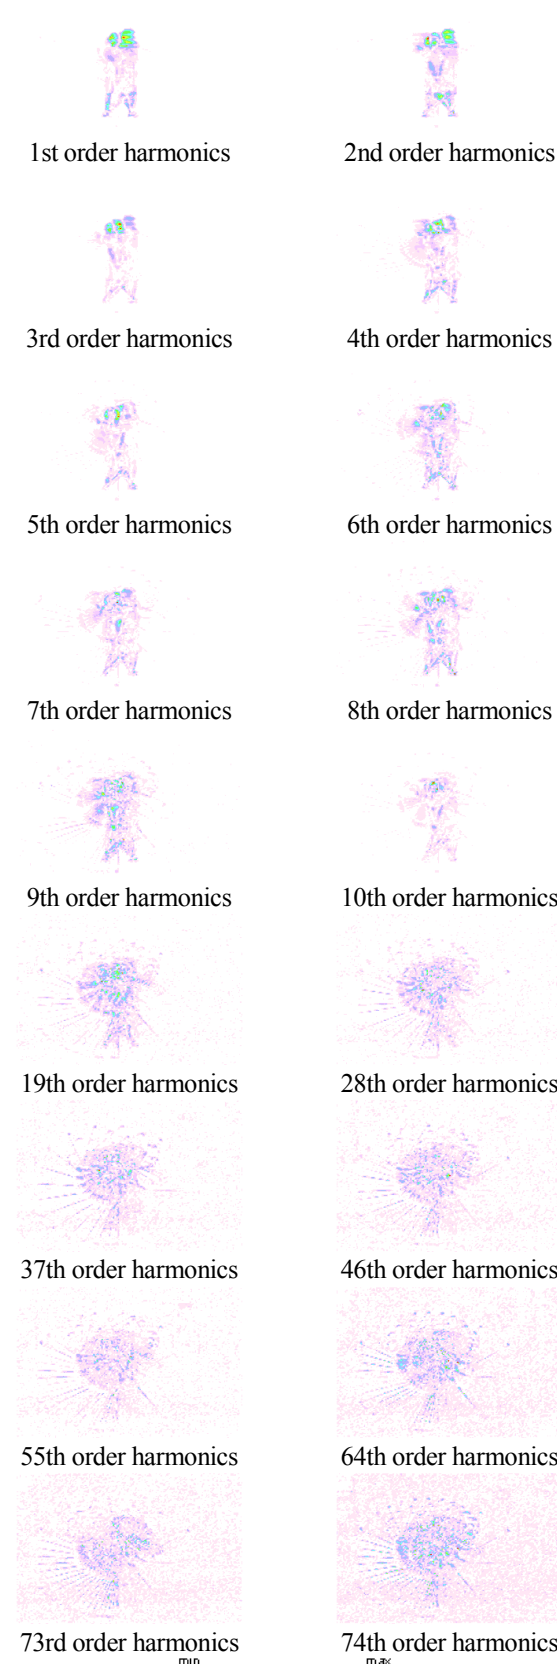 1st order harmonics
2nd order harmonics
3rd order harmonics
4th order harmonics
5th order harmonics
6th order harmonics
7th order harmonics
8th order harmonics
9th order harmonics
10th order harmonics
19th order harmonics
28th order harmonics
37th order harmonics
46th order harmonics
55th order harmonics
64th order harmonics
73rd order harmonics
74th order harmonics
min
max